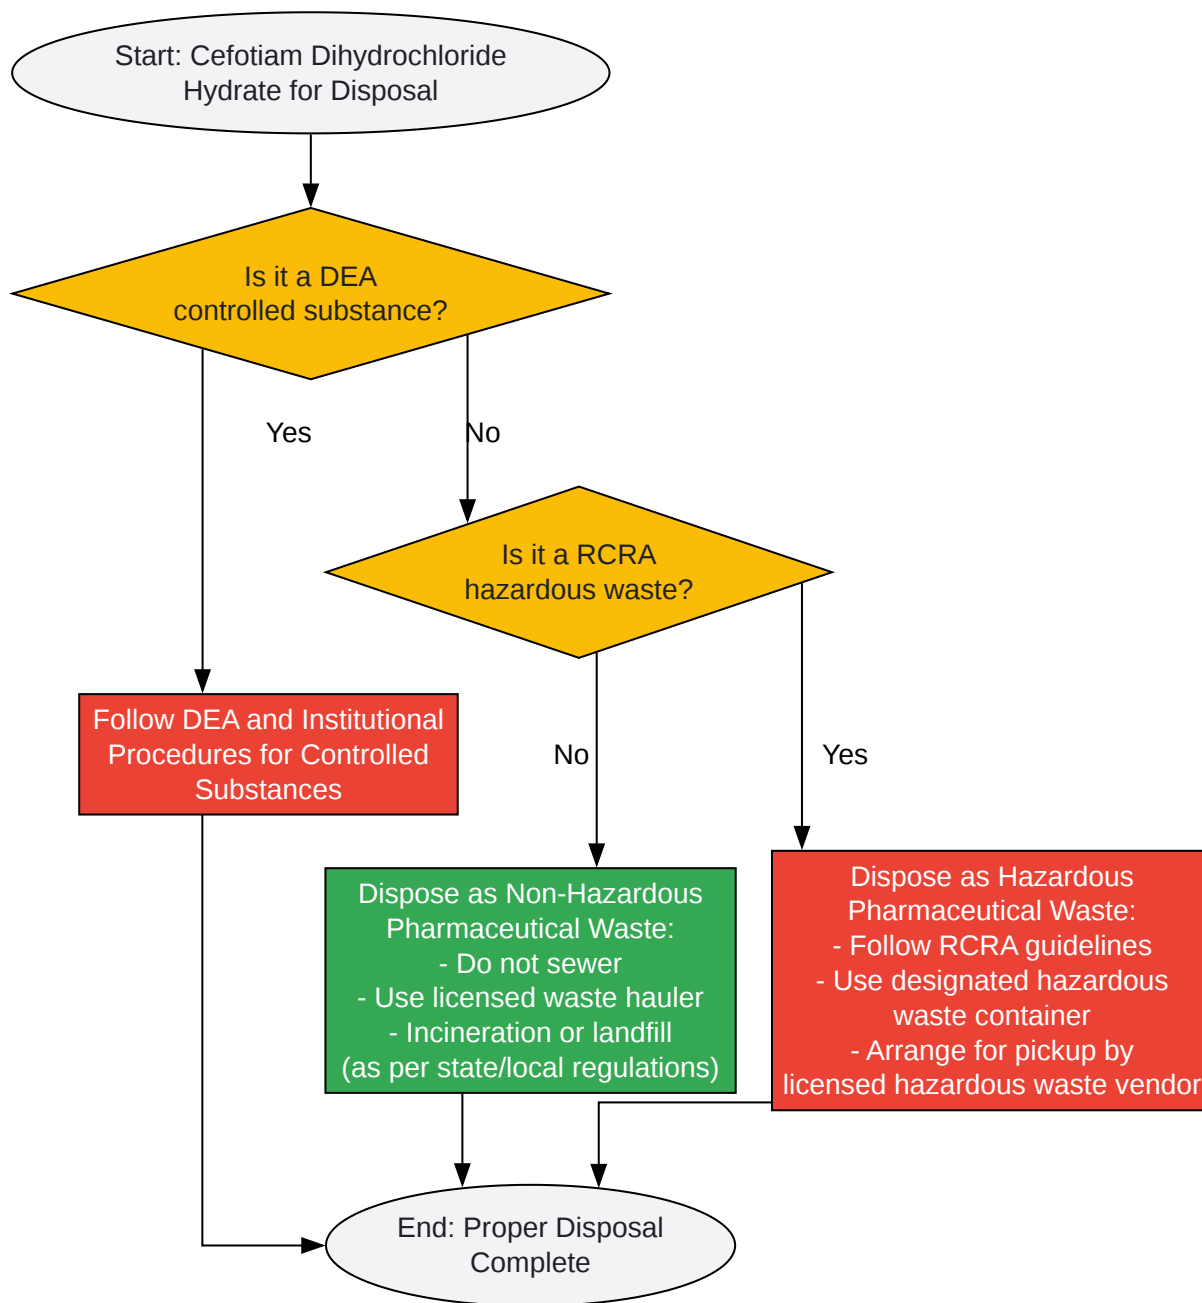 Start: Cefotiam Dihydrochloride
Hydrate for Disposal
Is it a DEA
controlled substance?
Yes
No
Is it a RCRA
hazardous waste?
Follow DEA and Institutional
Procedures for Controlled
Substances
No
Yes
Dispose as Non-Hazardous
Pharmaceutical Waste:
- Do not sewer
- Use licensed waste hauler
- Incineration or landfill
(as per state/local regulations)
Dispose as Hazardous
Pharmaceutical Waste:
- Follow RCRA guidelines
- Use designated hazardous
waste container
- Arrange for pickup by
licensed hazardous waste vendor
End: Proper Disposal
Complete